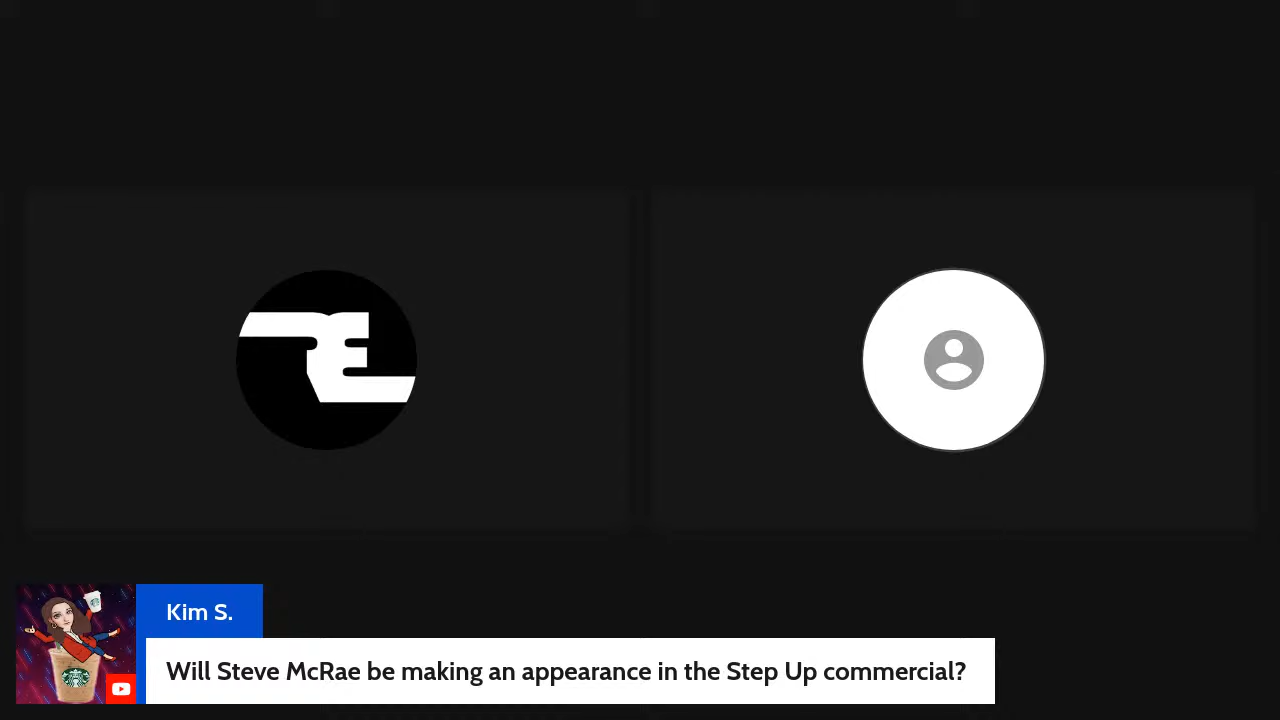 Kim S.
Will Steve McRae be making an appearance in the Step Up commercial?